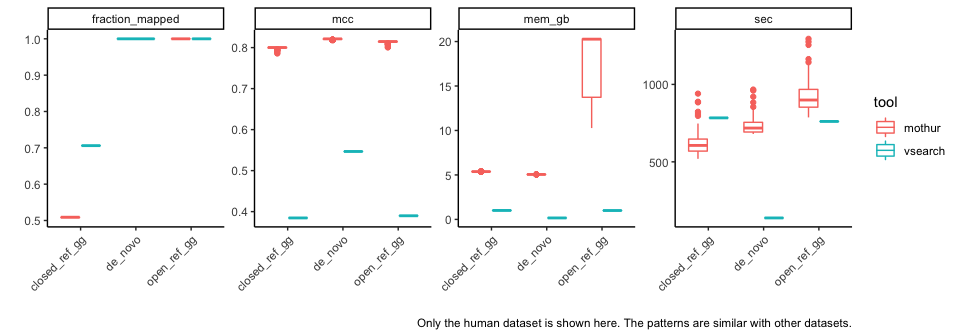 fraction_mapped
mcc
mem_gb
sec
1.0
0.9
0.8
0.7
0.6
0.5
0.8
0.7
0.6
0.5
0.4
20
15
10
5
0
1000
500
closed_ref_gg
de_novo
open_ref_gg
closed_ref_gg
de_novo
open_ref_gg
closed_ref_gg
de_novo
open_ref_gg
closed_ref_gg
de_novo
open_ref_gg
tool
mothur
vsearch
Only the human dataset is shown here. The patterns are similar with other datasets.